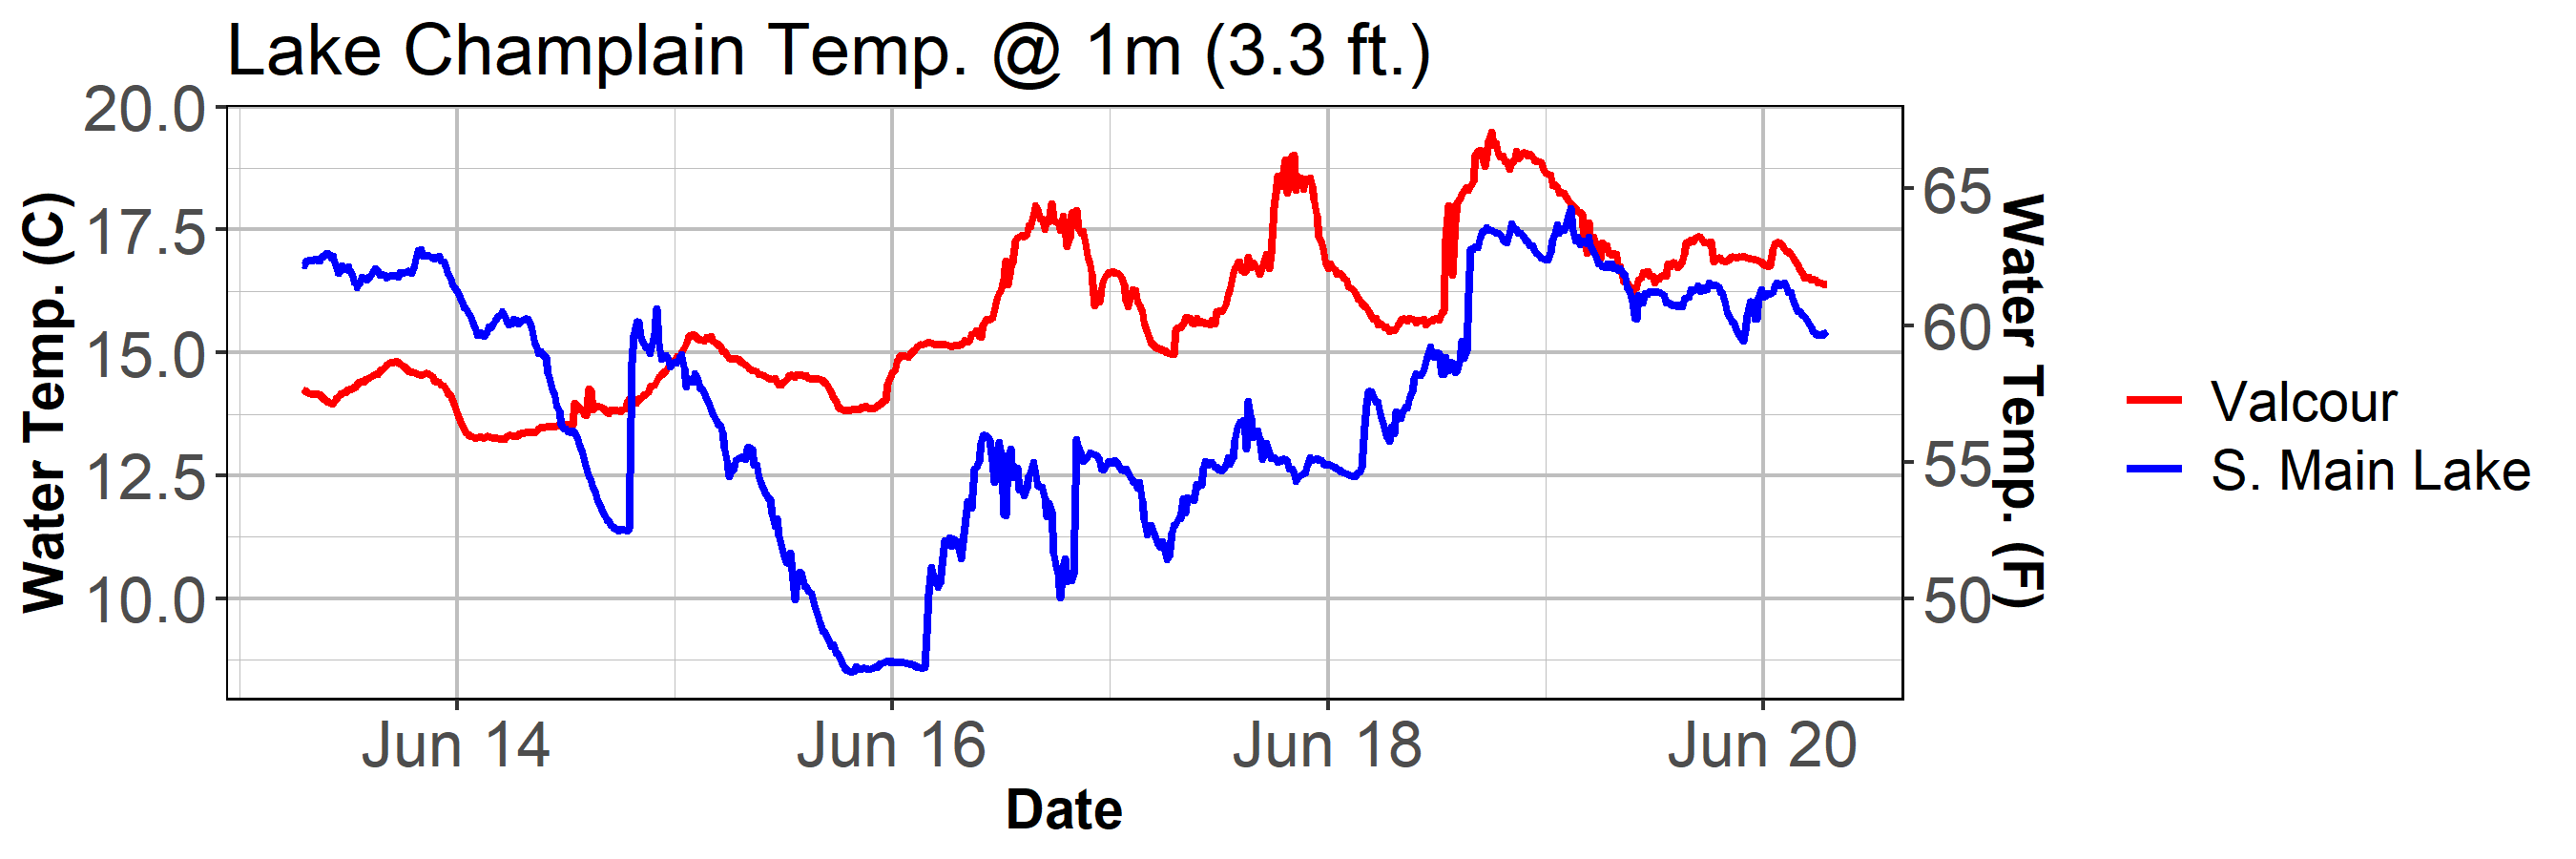 Lake Champlain Temp. @ 1m (3.3 ft.)
Water Temp. (C)
20.0
17.5
15.0
12.5
10.0
65
60
55
50
Water Temp. (F)
Jun 14 Jun 16 Jun 18 Jun 20
Date
Valcour
S. Main Lake